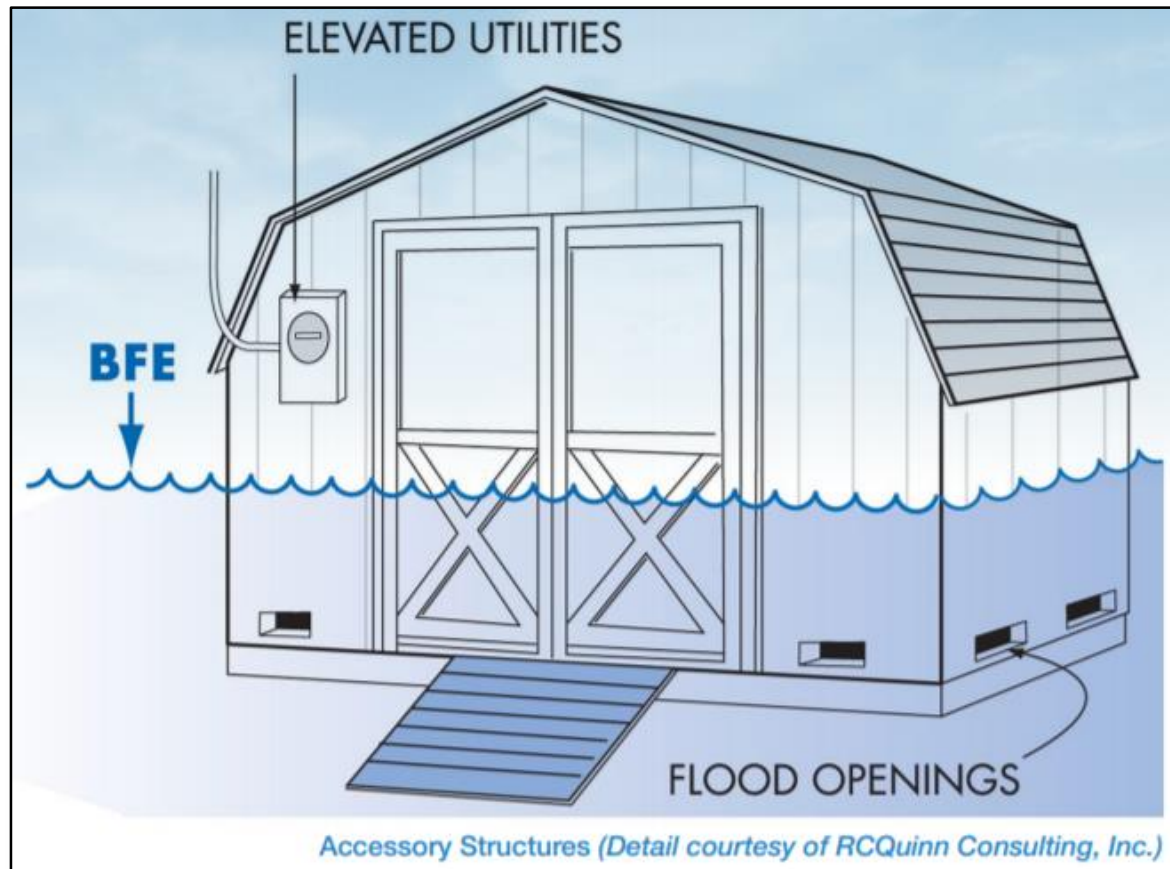 ELEVATED UTILITIES
BFE
FLOOD OPENINGS
Accessory Structures (Detail courtesy of RCQuinn Consulting, Inc.)